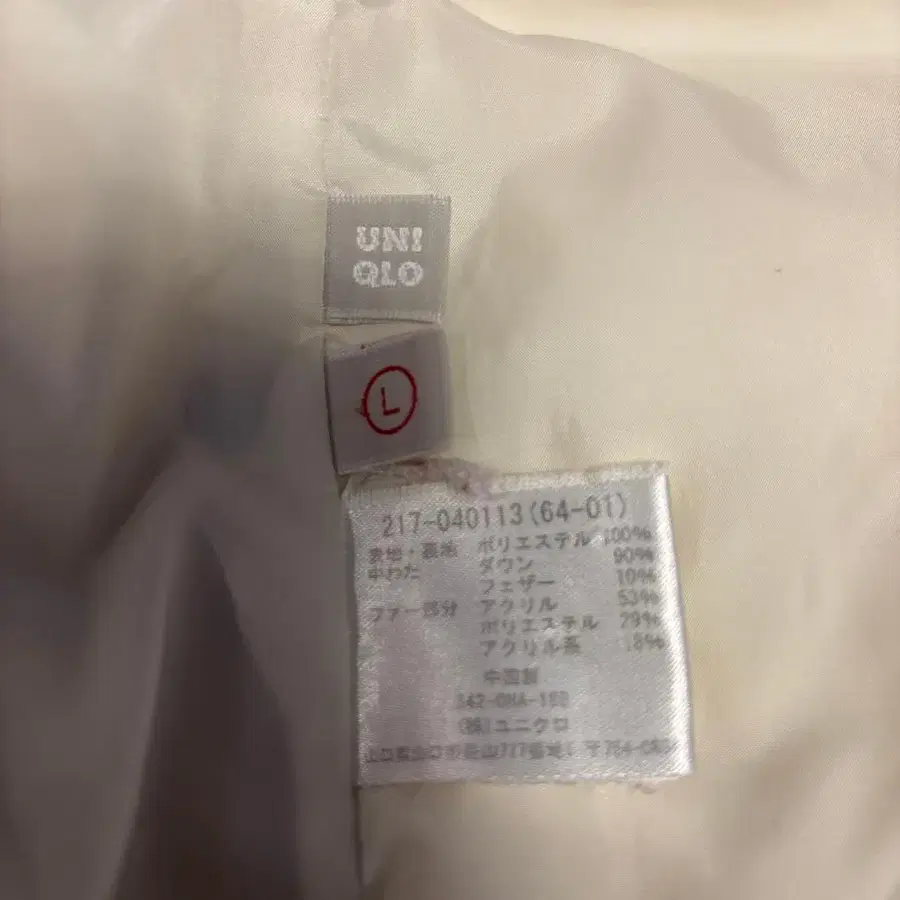 UNI
QLO
L
217-040113(64-01)
表地・裏地 ポリエステル 100%
中わた ダウン 90%
フェザー 10%
ファー部分 アクリル 53%
ポリエステル 29%
アクリル系 18%
中国製
(株)ユニクロ